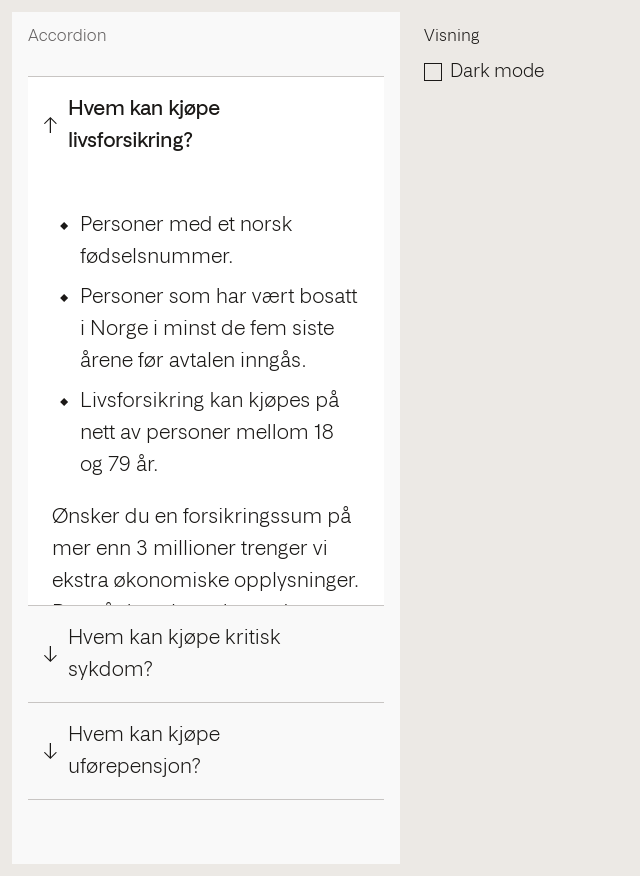 Accordion
Hvem kan kjøpe
livsforsikring?
Personer med et norsk
fødselsnummer.
Personer som har vært bosatt
i Norge i minst de fem siste
årene før avtalen inngås.
Livsforsikring kan kjøpes på
nett av personer mellom 18
og 79 år.
Ønsker du en forsikringssum på
mer enn 3 millioner trenger vi
ekstra økonomiske opplysninger.
Hvem kan kjøpe kritisk
sykdom?
Hvem kan kjøpe
uførepensjon?
Visning
Dark mode